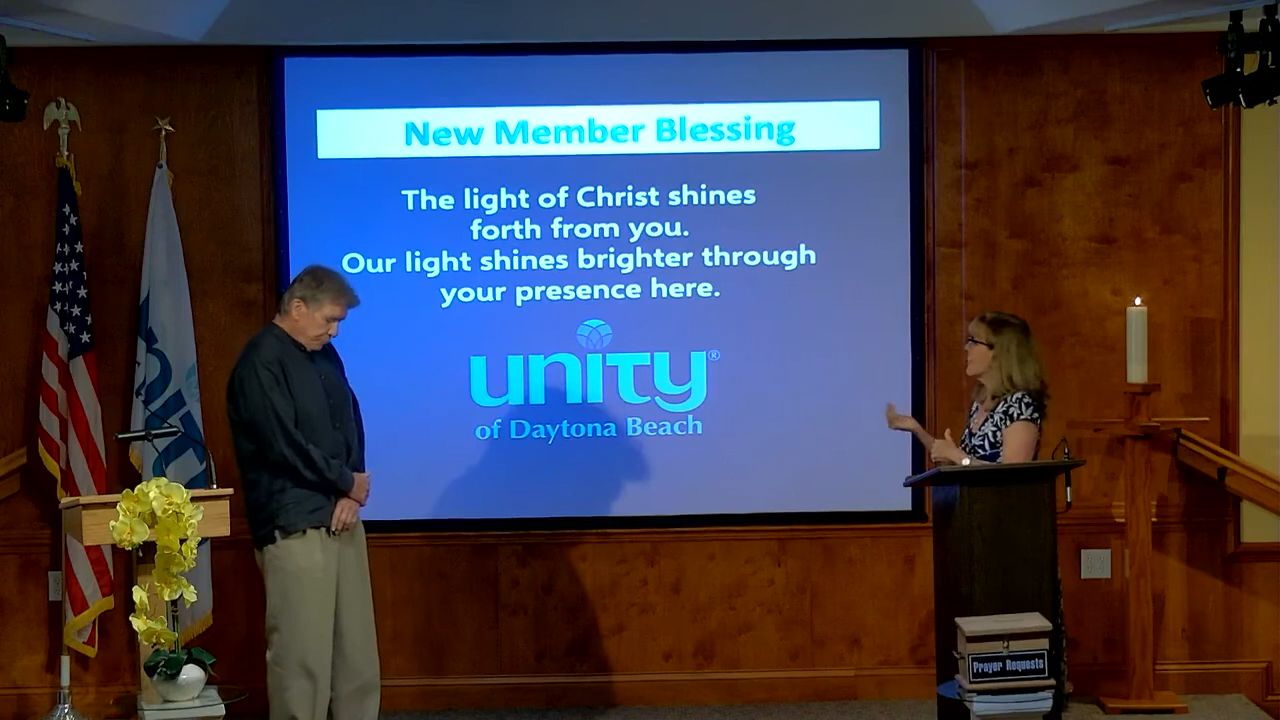 New Member Blessing
The light of Christ shines
forth from you.
Our light shines brighter through
your presence here.
unity®
of Daytona Beach
Prayer Requests